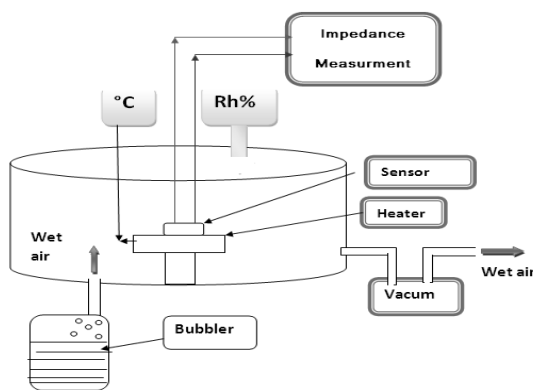 Impedance
Measurment
°C
Rh%
Sensor
Heater
Wet
air
Wet air
Vacum
Bubbler